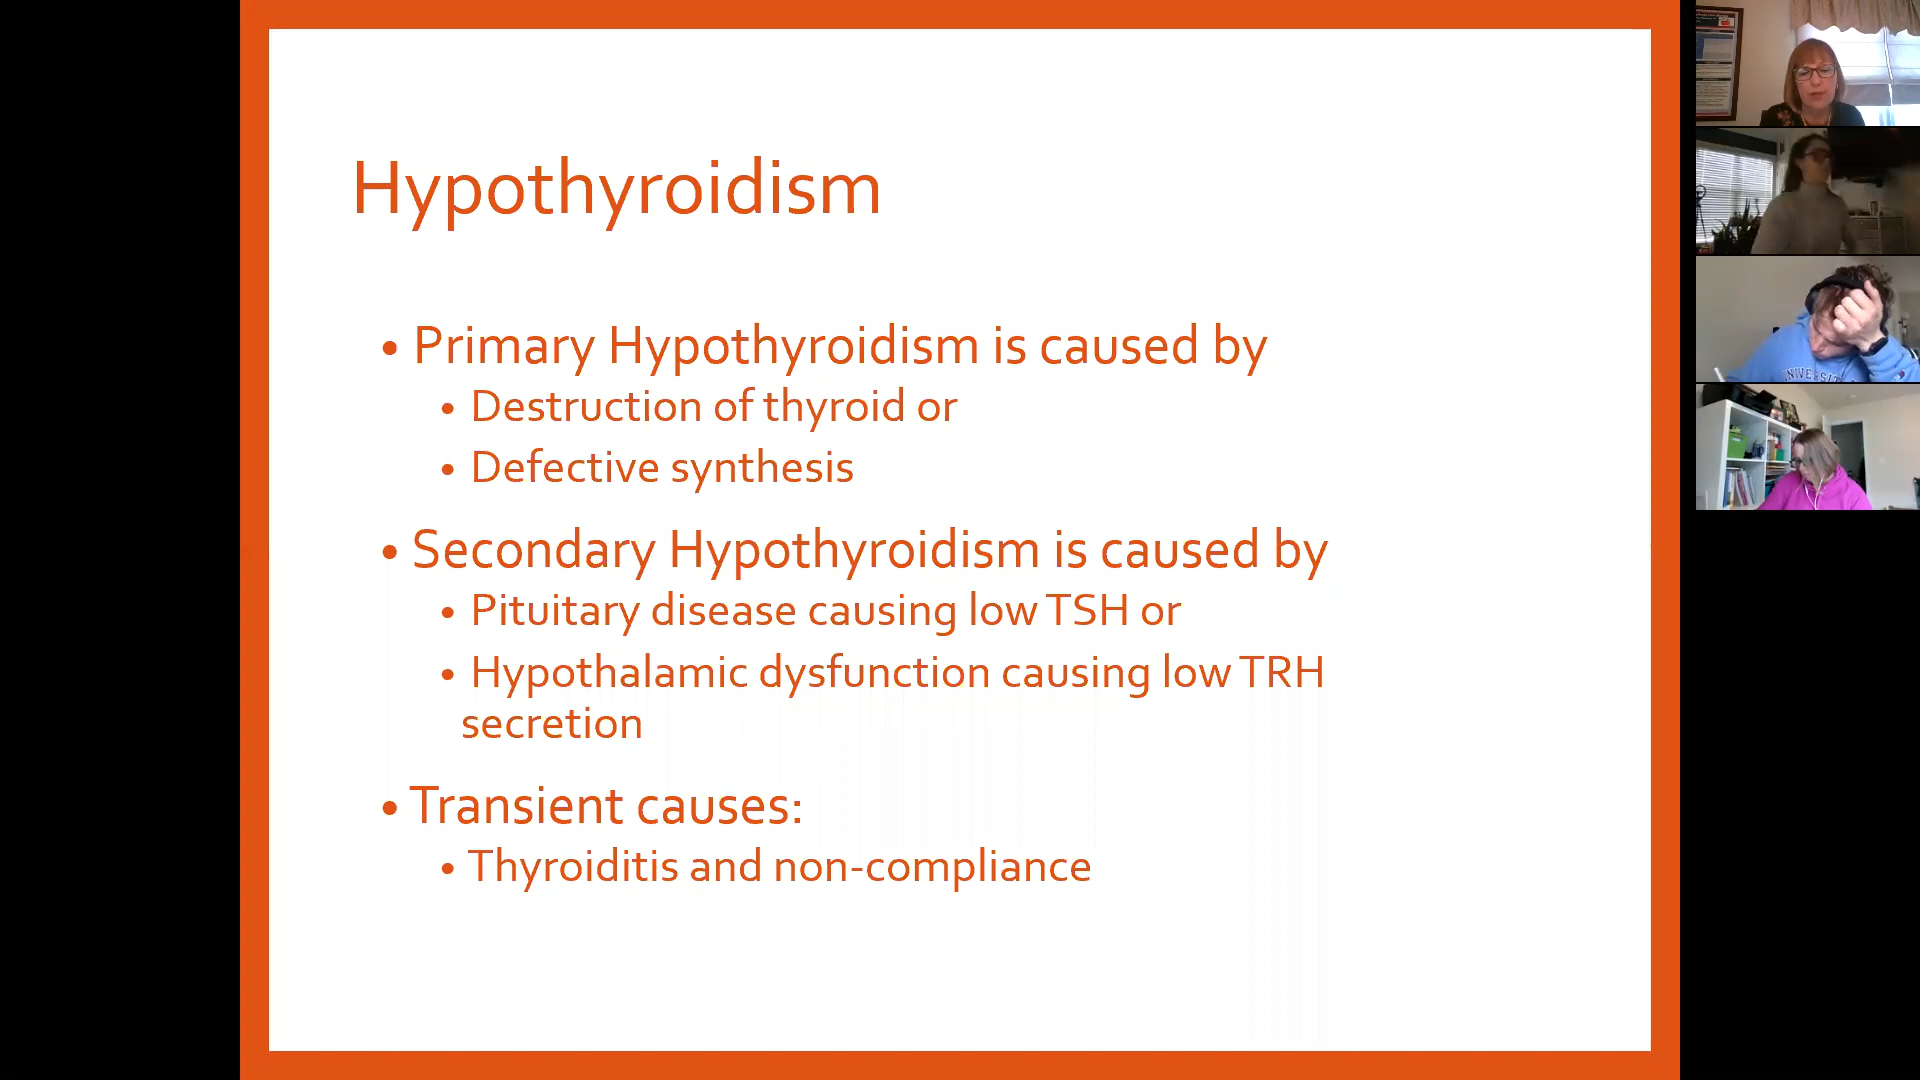 Hypothyroidism
• Primary Hypothyroidism is caused by
• Destruction of thyroid or
• Defective synthesis
• Secondary Hypothyroidism is caused by
• Pituitary disease causing low TSH or
• Hypothalamic dysfunction causing low TRH
secretion
• Transient causes:
• Thyroiditis and non-compliance